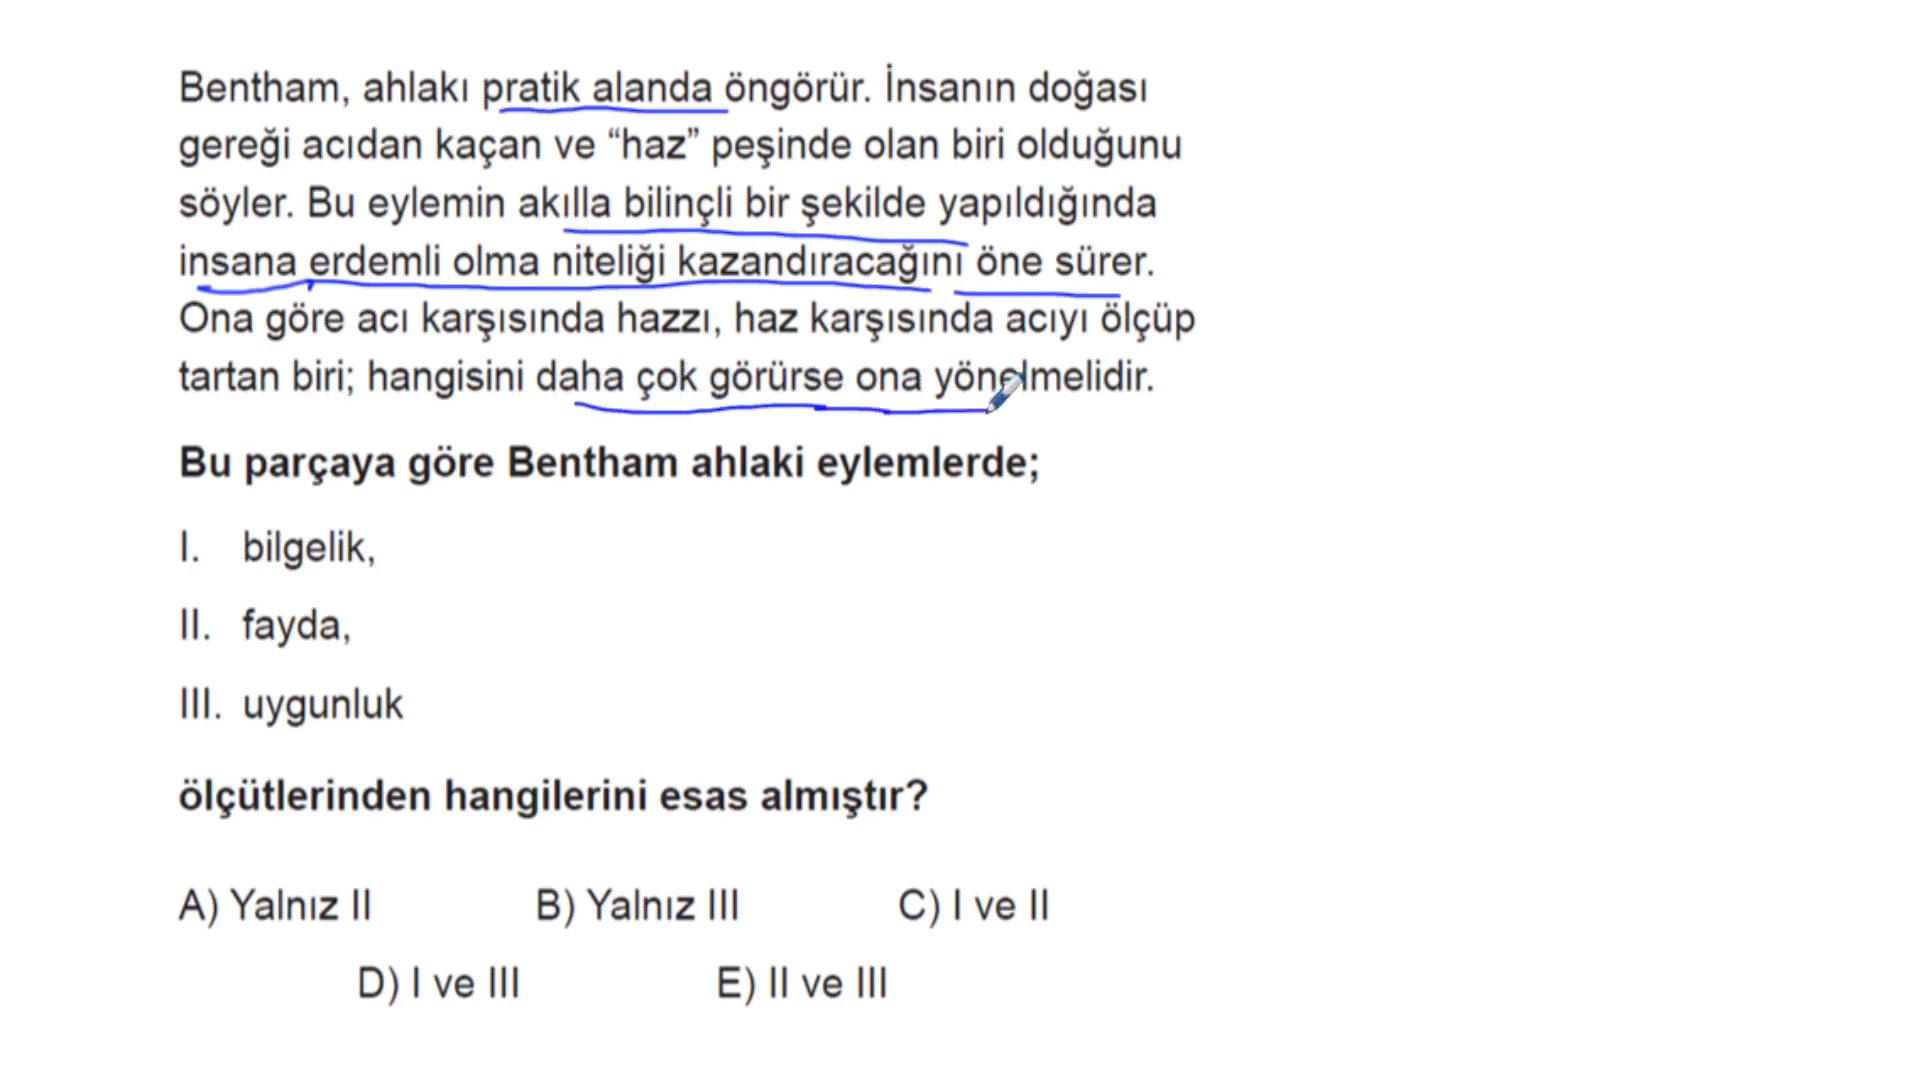 Bentham, ahlakı pratik alanda öngörür. İnsanın doğası
gereği acıdan kaçan ve “haz” peşinde olan biri olduğunu
söyler. Bu eylemin akılla bilinçli bir şekilde yapıldığında
insana erdemli olma niteliği kazandıracağını öne sürer.
Ona göre acı karşısında hazzı, haz karşısında acıyı ölçüp
tartan biri; hangisini daha çok görürse ona yönelmelidir.
Bu parçaya göre Bentham ahlaki eylemlerde;
I. bilgelik,
II. fayda,
III. uygunluk
ölçütlerinden hangilerini esas almıştır?
A) Yalnız II B) Yalnız III C) I ve II
D) I ve III E) II ve III